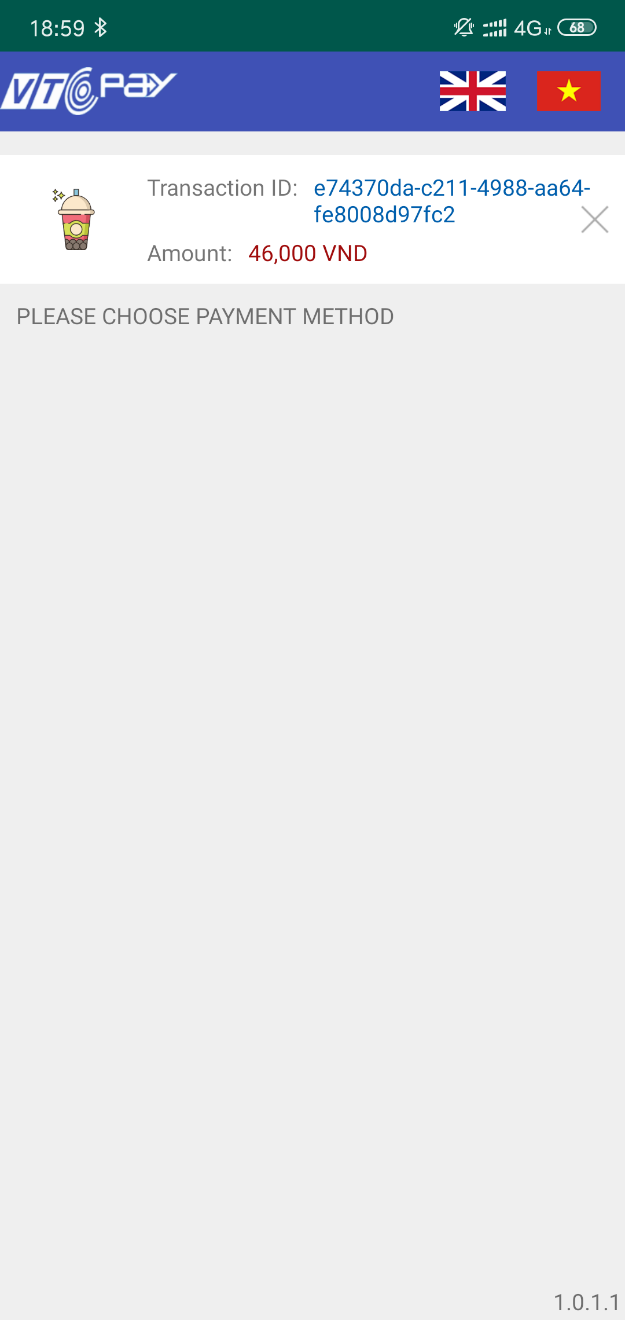 18:59 4G 68
VTC Pay
Transaction ID: e74370da-c211-4988-aa64-
fe8008d97fc2
Amount: 46,000 VND
PLEASE CHOOSE PAYMENT METHOD
1.0.1.1